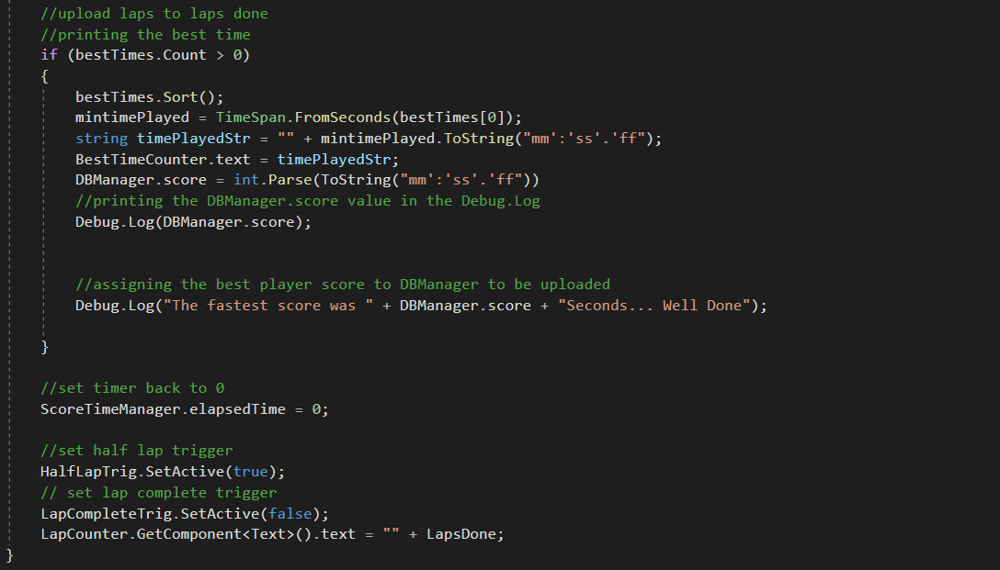 //upload laps to laps done
//printing the best time
if (bestTimes.Count > 0)
{
bestTimes.Sort();
mintimePlayed = TimeSpan.FromSeconds(bestTimes[0]);
string timePlayedStr = "" + mintimePlayed.ToString("mm':'ss'.'ff");
BestTimeCounter.text = timePlayedStr;
DBManager.score = int.Parse(ToString("mm':'ss'.'ff"))
//printing the DBManager.score value in the Debug.Log
Debug.Log(DBManager.score);
//assigning the best player score to DBManager to be uploaded
Debug.Log("The fastest score was " + DBManager.score + "Seconds... Well Done");
}
//set timer back to 0
ScoreTimeManager.elapsedTime = 0;
//set half lap trigger
HalfLapTrig.SetActive(true);
// set lap complete trigger
LapCompleteTrig.SetActive(false);
LapCounter.GetComponent<Text>().text = "" + LapsDone;
}